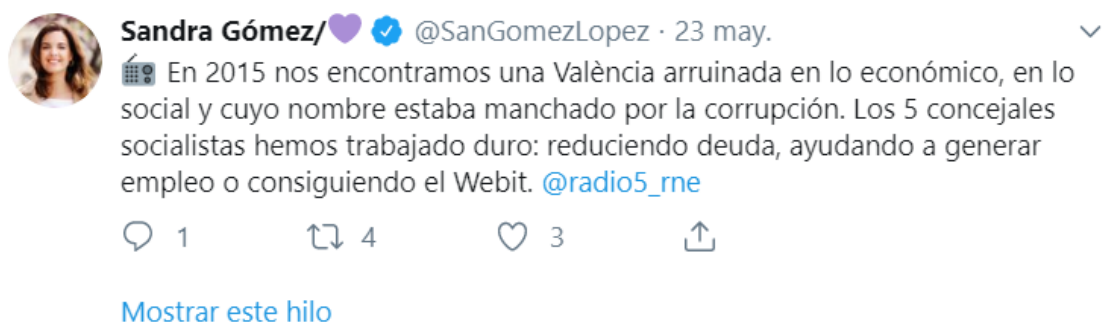 Sandra Gómez/💜 @SanGomezLopez · 23 may.
📻 En 2015 nos encontramos una València arruinada en lo económico, en lo
social y cuyo nombre estaba manchado por la corrupción. Los 5 concejales
socialistas hemos trabajado duro: reduciendo deuda, ayudando a generar
empleo o consiguiendo el Webit. @radio5_rne
1 4 3
Mostrar este hilo